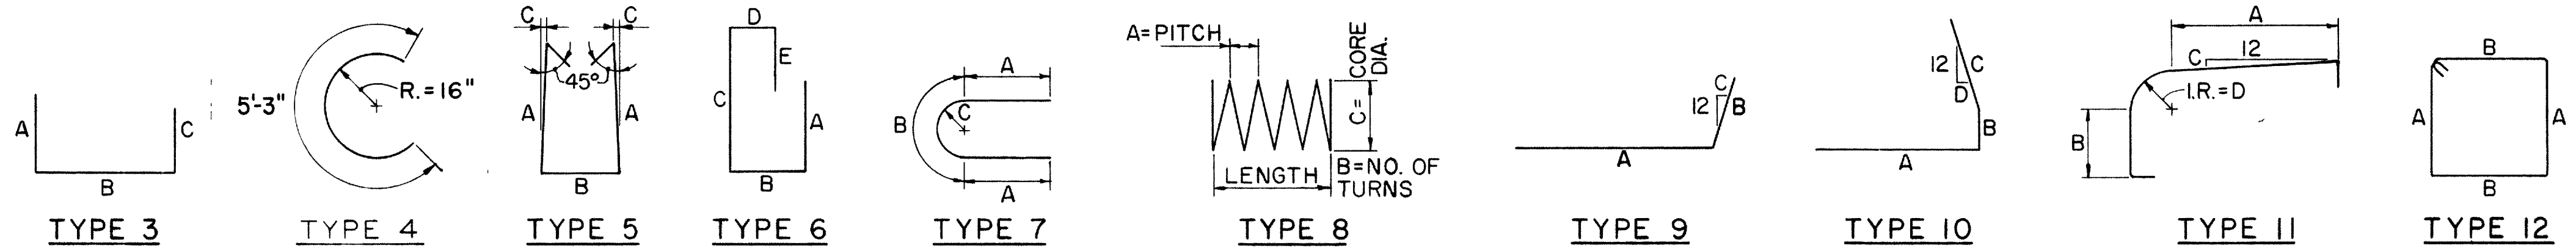 A
B
C
TYPE 3
5'-3"
R.=16"
TYPE 4
C C
45°
A A
B
TYPE 5
D
E
C
A
B
TYPE 6
A
B
C
A
TYPE 7
A=PITCH
CORE
DIA.
C=
LENGTH
B=NO. OF
TURNS
TYPE 8
C
12 B
A
TYPE 9
12 C
D
B
A
TYPE 10
A
C 12
I.R.=D
B
TYPE 11
B
A A
B
TYPE 12